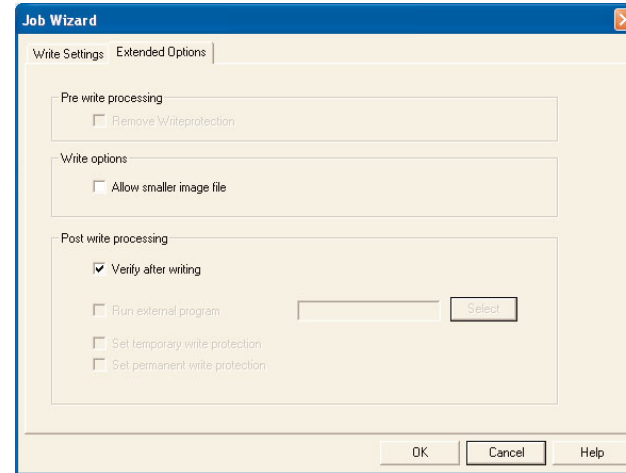 Job Wizard
Write Settings Extended Options
Pre write processing
Remove Writeprotection
Write options
Allow smaller image file
Post write processing
Verify after writing
Run external program Select
Set temporary write protection
Set permanent write protection
OK Cancel Help